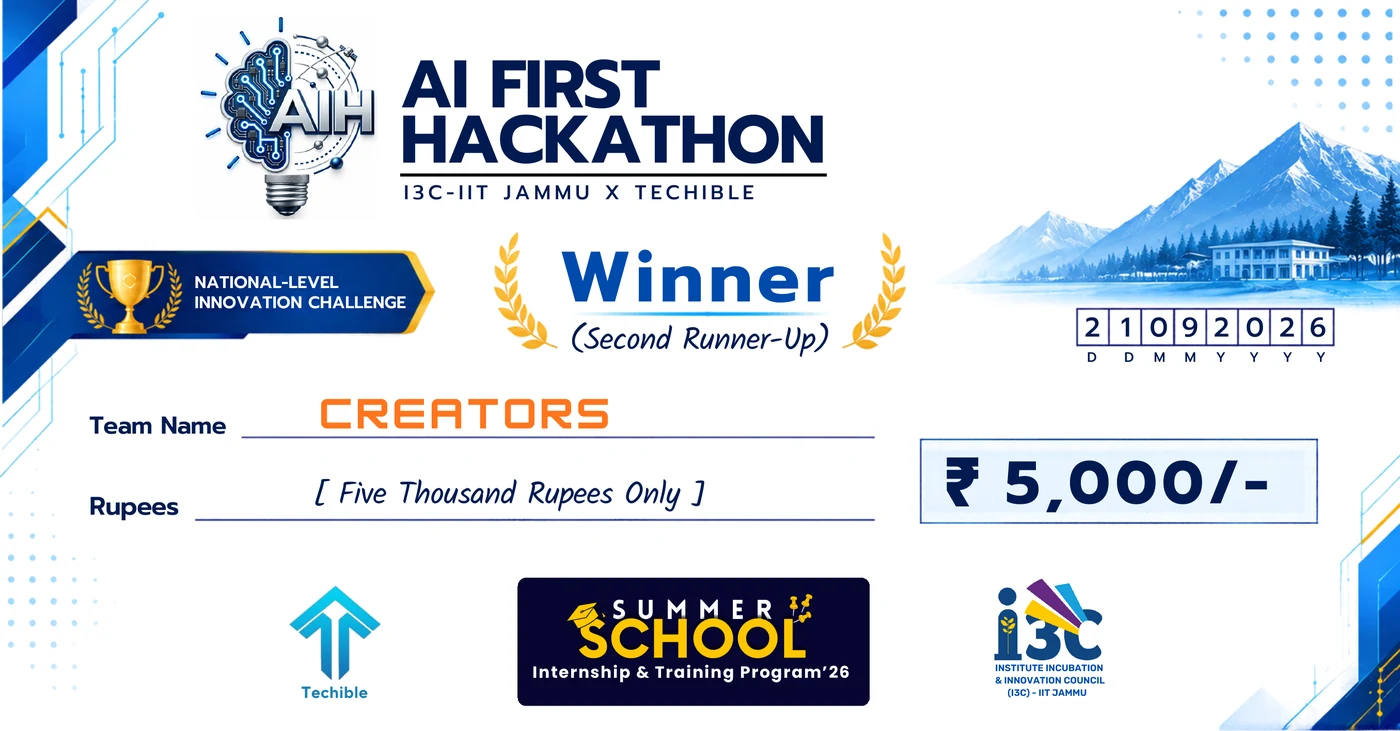 AIH
AI FIRST
HACKATHON
I3C-IIT JAMMU X TECHIBLE
NATIONAL-LEVEL
INNOVATION CHALLENGE
Winner
(Second Runner-Up)
2 1 0 9 2 0 2 6
D D M M Y Y Y Y
Team Name CREATORS
Rupees [ Five Thousand Rupees Only ]
₹ 5,000/-
Techible
SUMMER
SCHOOL
Internship & Training Program'26
i3C
INSTITUTE INCUBATION
& INNOVATION COUNCIL
(I3C) - IIT JAMMU